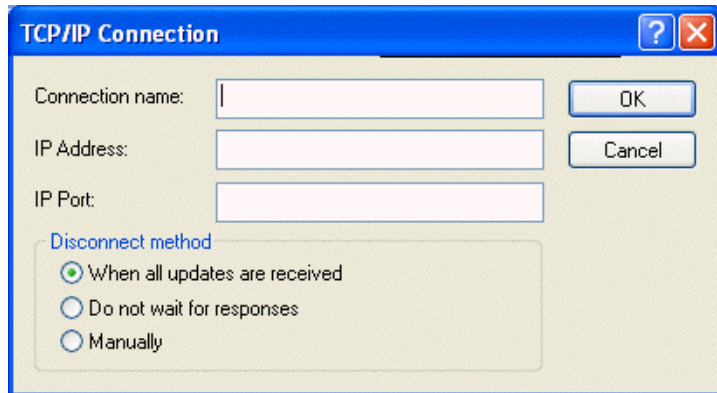 TCP/IP Connection
Connection name:
OK
IP Address:
Cancel
IP Port:
Disconnect method
When all updates are received
Do not wait for responses
Manually